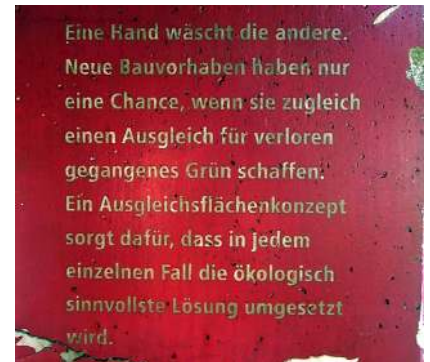 Eine Hand wäscht die andere.
Neue Bauvorhaben haben nur
eine Chance, wenn sie zugleich
einen Ausgleich für verloren
gegangenes Grün schaffen.
Ein Ausgleichsflächenkonzept
sorgt dafür, dass in jedem
einzelnen Fall die ökologisch
sinnvollste Lösung umgesetzt
wird.